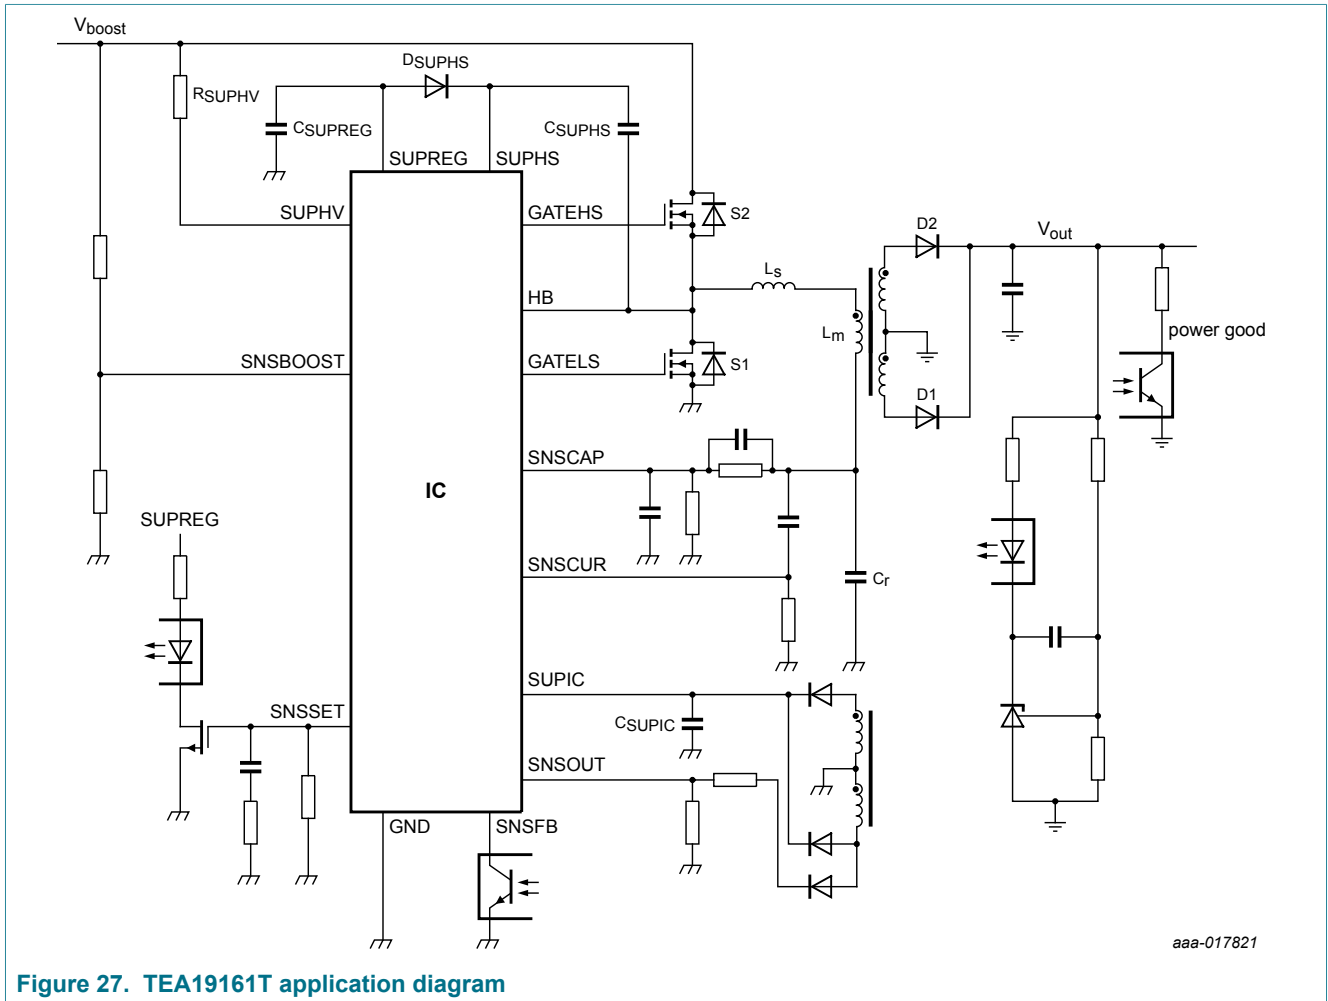 Vboost
DSUPHS
RSUPHV
CSUPREG
CSUPHS
SUPREG
SUPHS
SUPHV
GATEHS
S2
D2
Vout
Ls
HB
power good
Lm
SNSBOOST
GATELS
S1
D1
SNSCAP
IC
SUPREG
SNSCUR
Cr
SUPIC
SNSSET
CSUPIC
SNSOUT
GND
SNSFB
aaa-017821
Figure 27. TEA19161T application diagram